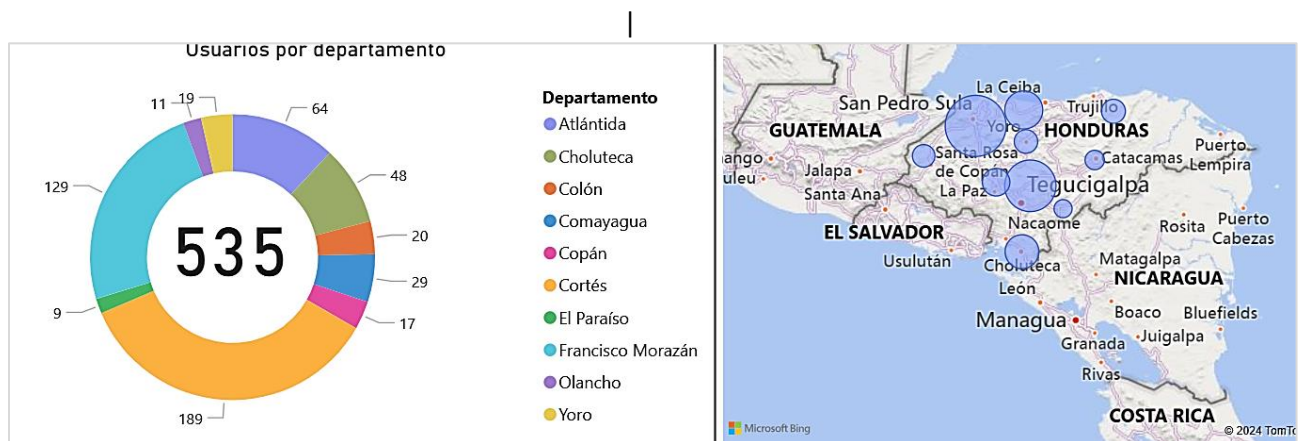 Usuarios por departamento
11
19
64
129
48
20
535
29
9
17
189
Departamento
Atlántida
Choluteca
Colón
Comayagua
Copán
Cortés
El Paraíso
Francisco Morazán
Olancho
Yoro
La Ceiba
San Pedro Sula
Trujillo
GUATEMALA
Yoro
HONDURAS
Puerto
Lempira
ango
Santa Rosa
de Copán
Catacamas
uleu
Jalapa
La Paz
Tegucigalpa
Santa Ana
Nacaome
EL SALVADOR
Rosita
Puerto
Cabezas
Usulután
Choluteca
Matagalpa
León
NICARAGUA
Managua
Boaco
Bluefields
Granada
Juigalpa
Rivas
COSTA RICA
Microsoft Bing
© 2024 TomTo